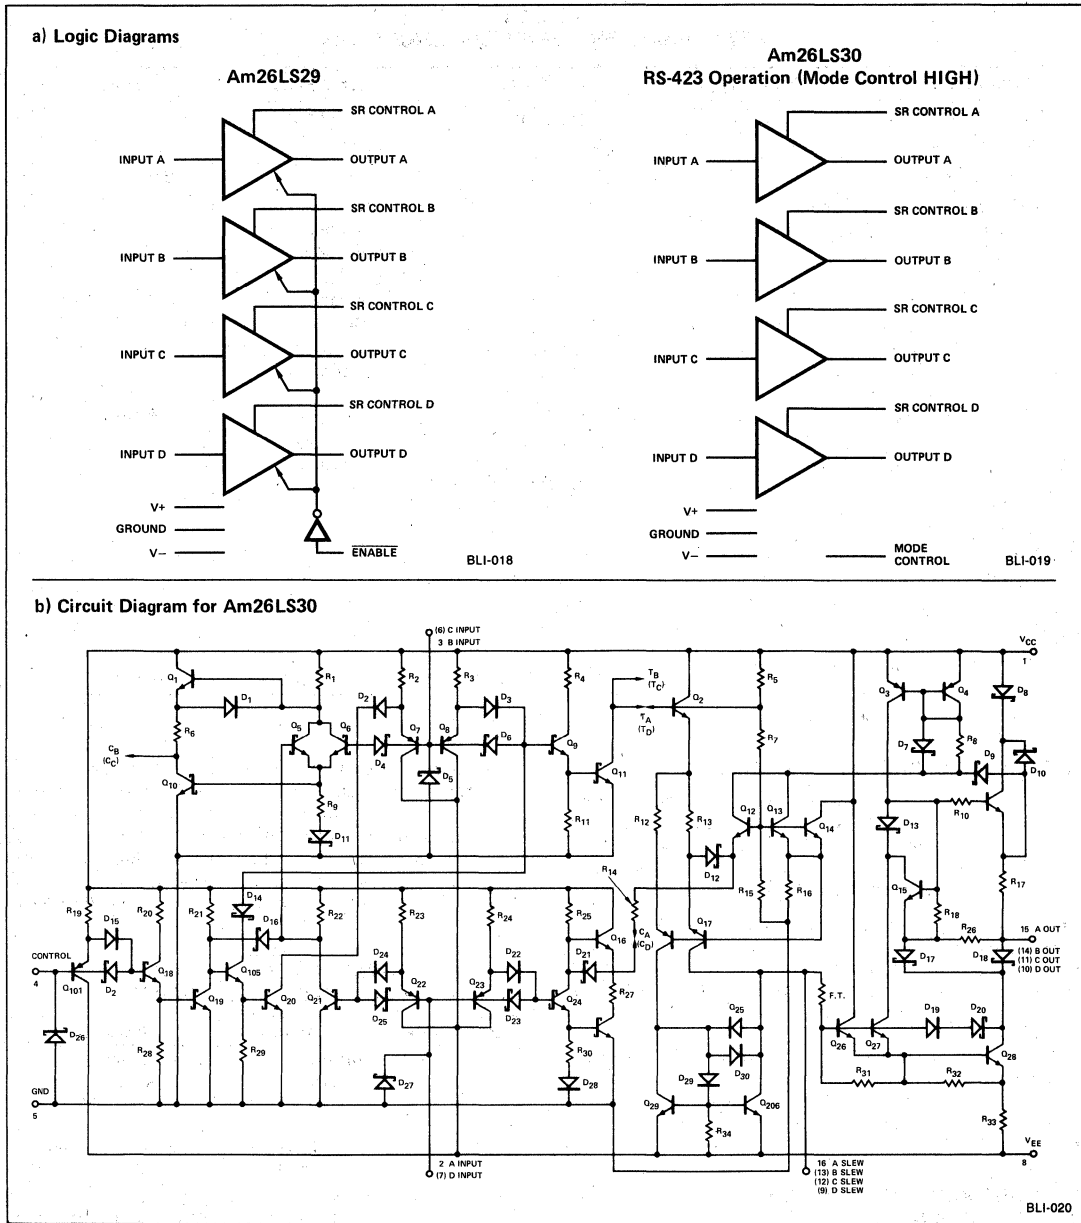 a) Logic Diagrams
Am26LS29
SR CONTROL A
INPUT A
OUTPUT A
SR CONTROL B
INPUT B
OUTPUT B
SR CONTROL C
INPUT C
OUTPUT C
SR CONTROL D
INPUT D
OUTPUT D
V+
GROUND
V−
ENABLE
BLI-018
Am26LS30
RS-423 Operation (Mode Control HIGH)
SR CONTROL A
INPUT A
OUTPUT A
SR CONTROL B
INPUT B
OUTPUT B
SR CONTROL C
INPUT C
OUTPUT C
SR CONTROL D
INPUT D
OUTPUT D
V+
GROUND
V−
MODE
CONTROL
BLI-019
b) Circuit Diagram for Am26LS30
(6) C INPUT
3 B INPUT
VCC
1
Q1
D1
R1
D2
R2
R3
D3
R4
TB
(TC)
TA
(TD)
Q2
R5
Q3
Q4
D8
R6
CB
(CC)
Q5
Q6
D4
Q7
Q8
D6
Q9
R7
D7
R8
D9
D10
Q10
R9
D5
Q11
R10
D11
R11
R12
R13
Q12
Q13
Q14
D13
D12
R14
R15
R16
Q15
R17
R19
D15
R20
R21
D14
D16
R22
R23
R24
R25
CA
(CD)
Q16
Q17
R18
R26
15 A OUT
(14) B OUT
(11) C OUT
(10) D OUT
CONTROL
4
D2
Q101
Q18
Q105
D24
Q22
Q23
D22
D21
D17
D18
Q19
Q20
Q21
D25
D23
Q24
R27
F.T.
D26
R28
R29
D27
R30
D28
Q25
D30
D29
Q26
Q27
D19
D20
Q28
R31
R32
GND
5
Q29
Q206
R34
R33
VEE
8
2 A INPUT
(7) D INPUT
16 A SLEW
(13) B SLEW
(12) C SLEW
(9) D SLEW
BLI-020